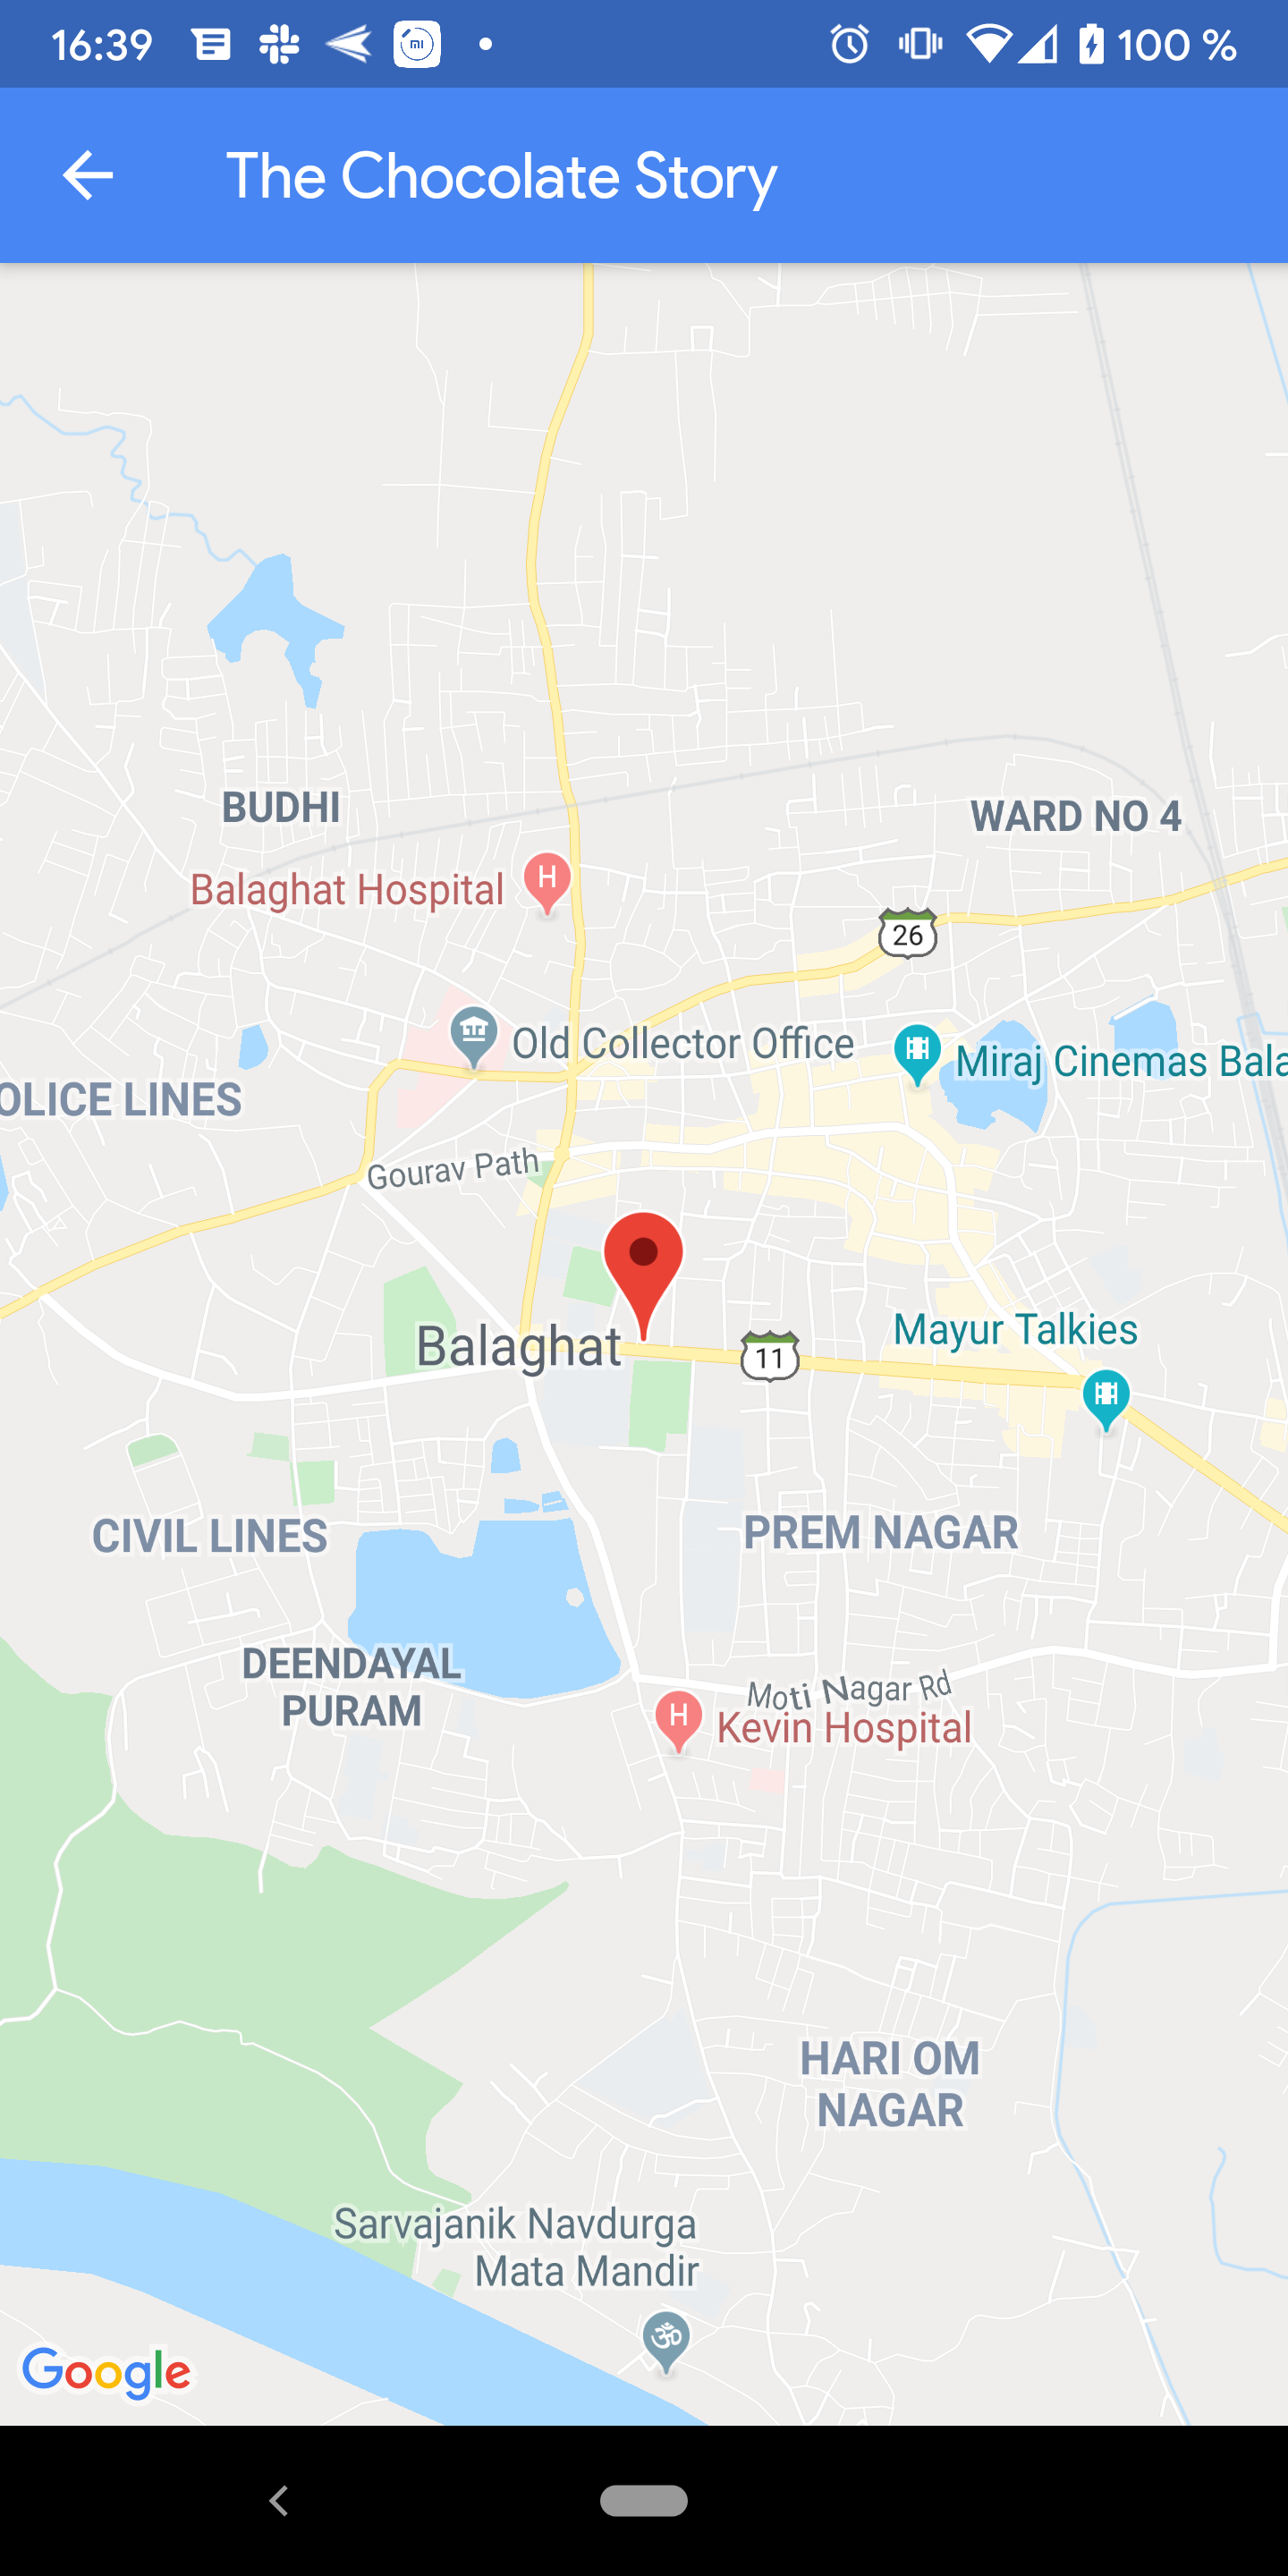 16:39
100 %
The Chocolate Story
BUDHI
WARD NO 4
Balaghat Hospital
26
Old Collector Office
Miraj Cinemas Bala
OLICE LINES
Gourav Path
Balaghat
11
Mayur Talkies
CIVIL LINES
PREM NAGAR
DEENDAYAL
PURAM
Moti Nagar Rd
Kevin Hospital
HARI OM
NAGAR
Sarvajanik Navdurga
Mata Mandir
ॐ
Google